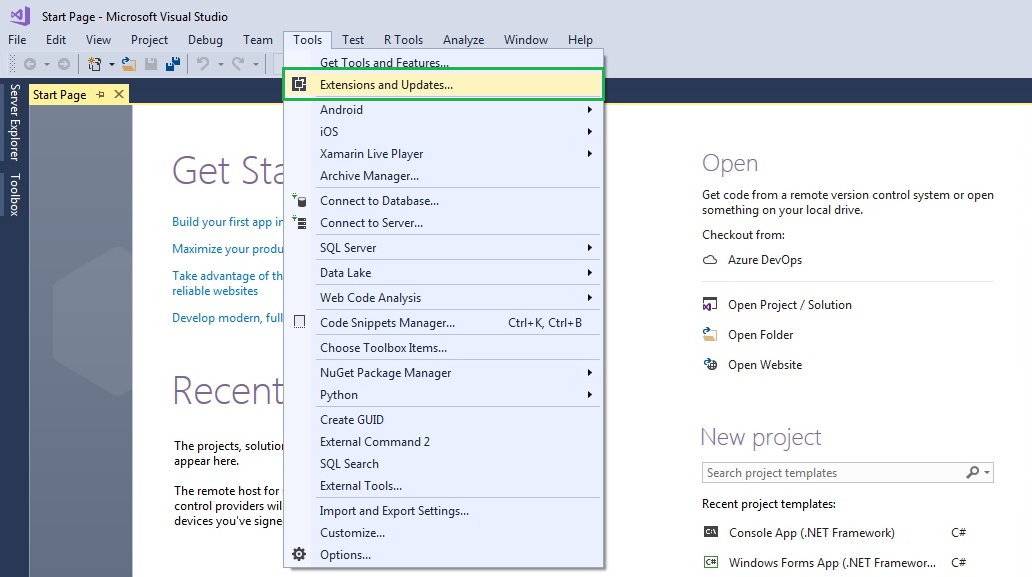 Start Page - Microsoft Visual Studio
File Edit View Project Debug Team Tools Test R Tools Analyze Window Help
Server Explorer
Toolbox
Start Page
Get Tools and Features...
Extensions and Updates...
Android
iOS
Xamarin Live Player
Archive Manager...
Connect to Database...
Connect to Server...
SQL Server
Data Lake
Web Code Analysis
Code Snippets Manager... Ctrl+K, Ctrl+B
Choose Toolbox Items...
NuGet Package Manager
Python
Create GUID
External Command 2
SQL Search
External Tools...
Import and Export Settings...
Customize...
Options...
Get Sta
Build your first app in
Maximize your produ
Take advantage of th
reliable websites
Develop modern, full
Recent
The projects, solution
appear here.
The remote host for
control providers wil
devices you've signe
Open
Get code from a remote version control system or open
something on your local drive.
Checkout from:
Azure DevOps
Open Project / Solution
Open Folder
Open Website
New project
Search project templates
Recent project templates:
Console App (.NET Framework) C#
Windows Forms App (.NET Framewor... C#